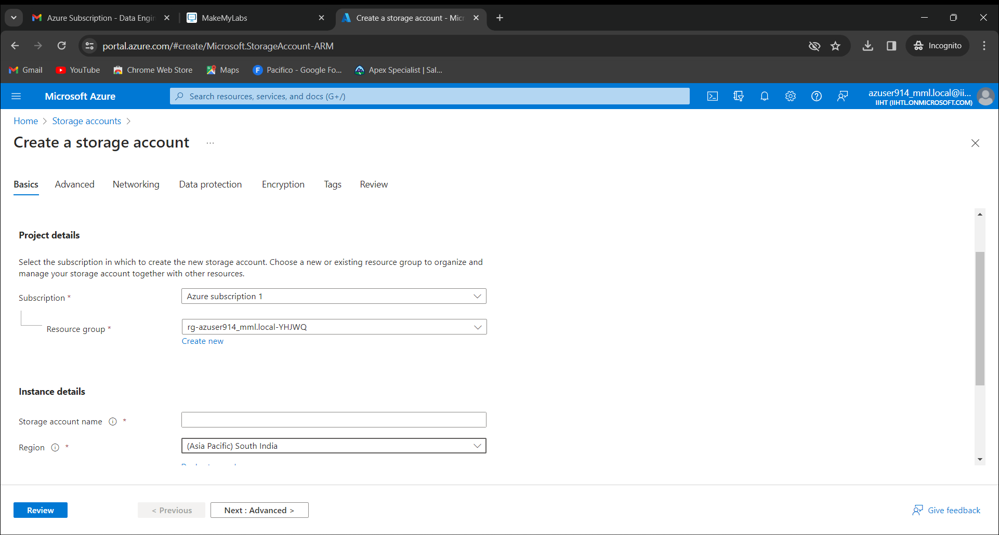 Azure Subscription - Data Engin
MakeMyLabs
Create a storage account - Micr
portal.azure.com/#create/Microsoft.StorageAccount-ARM
Incognito
Gmail
YouTube
Chrome Web Store
Maps
Pacifico - Google Fo...
Apex Specialist | Sal...
Microsoft Azure
Search resources, services, and docs (G+/)
azuser914_mml.local@ii...
IIHT (IIHTL.ONMICROSOFT.COM)
Home > Storage accounts >
Create a storage account ...
Basics
Advanced
Networking
Data protection
Encryption
Tags
Review
Project details
Select the subscription in which to create the new storage account. Choose a new or existing resource group to organize and
manage your storage account together with other resources.
Subscription *
Azure subscription 1
Resource group *
rg-azuser914_mml.local-YHJWQ
Create new
Instance details
Storage account name *
Region *
(Asia Pacific) South India
Review
< Previous
Next : Advanced >
Give feedback